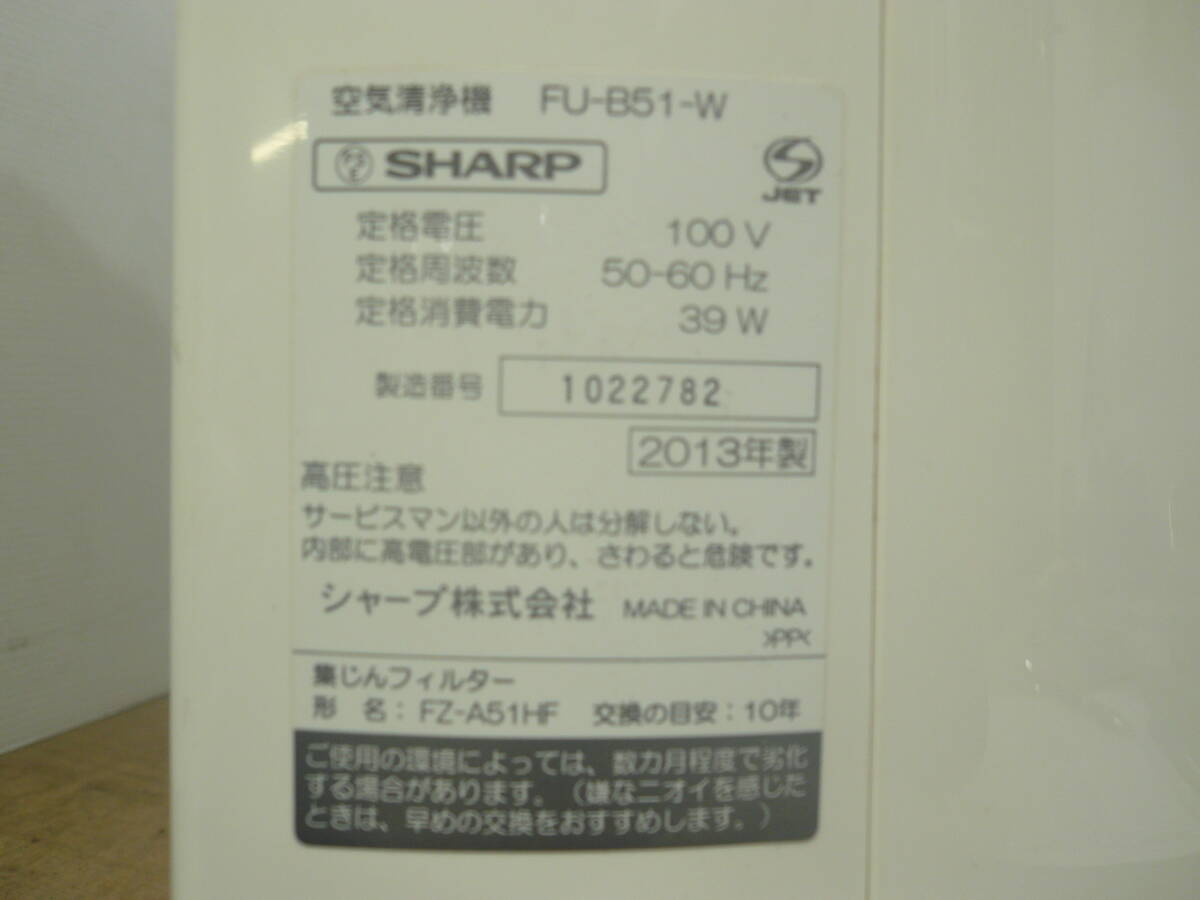 空気清浄機 FU-B51-W
SHARP
JET
定格電圧 100 V
定格周波数 50-60 Hz
定格消費電力 39 W
製造番号 1022782
2013年製
高圧注意
サービスマン以外の人は分解しない。
内部に高電圧部があり、さわると危険です。
シャープ株式会社 MADE IN CHINA
>PP<
集じんフィルター
形 名：FZ-A51HF 交換の目安：10年
ご使用の環境によっては、数カ月程度で劣化
する場合があります。（嫌なニオイを感じた
ときは、早めの交換をおすすめします。）